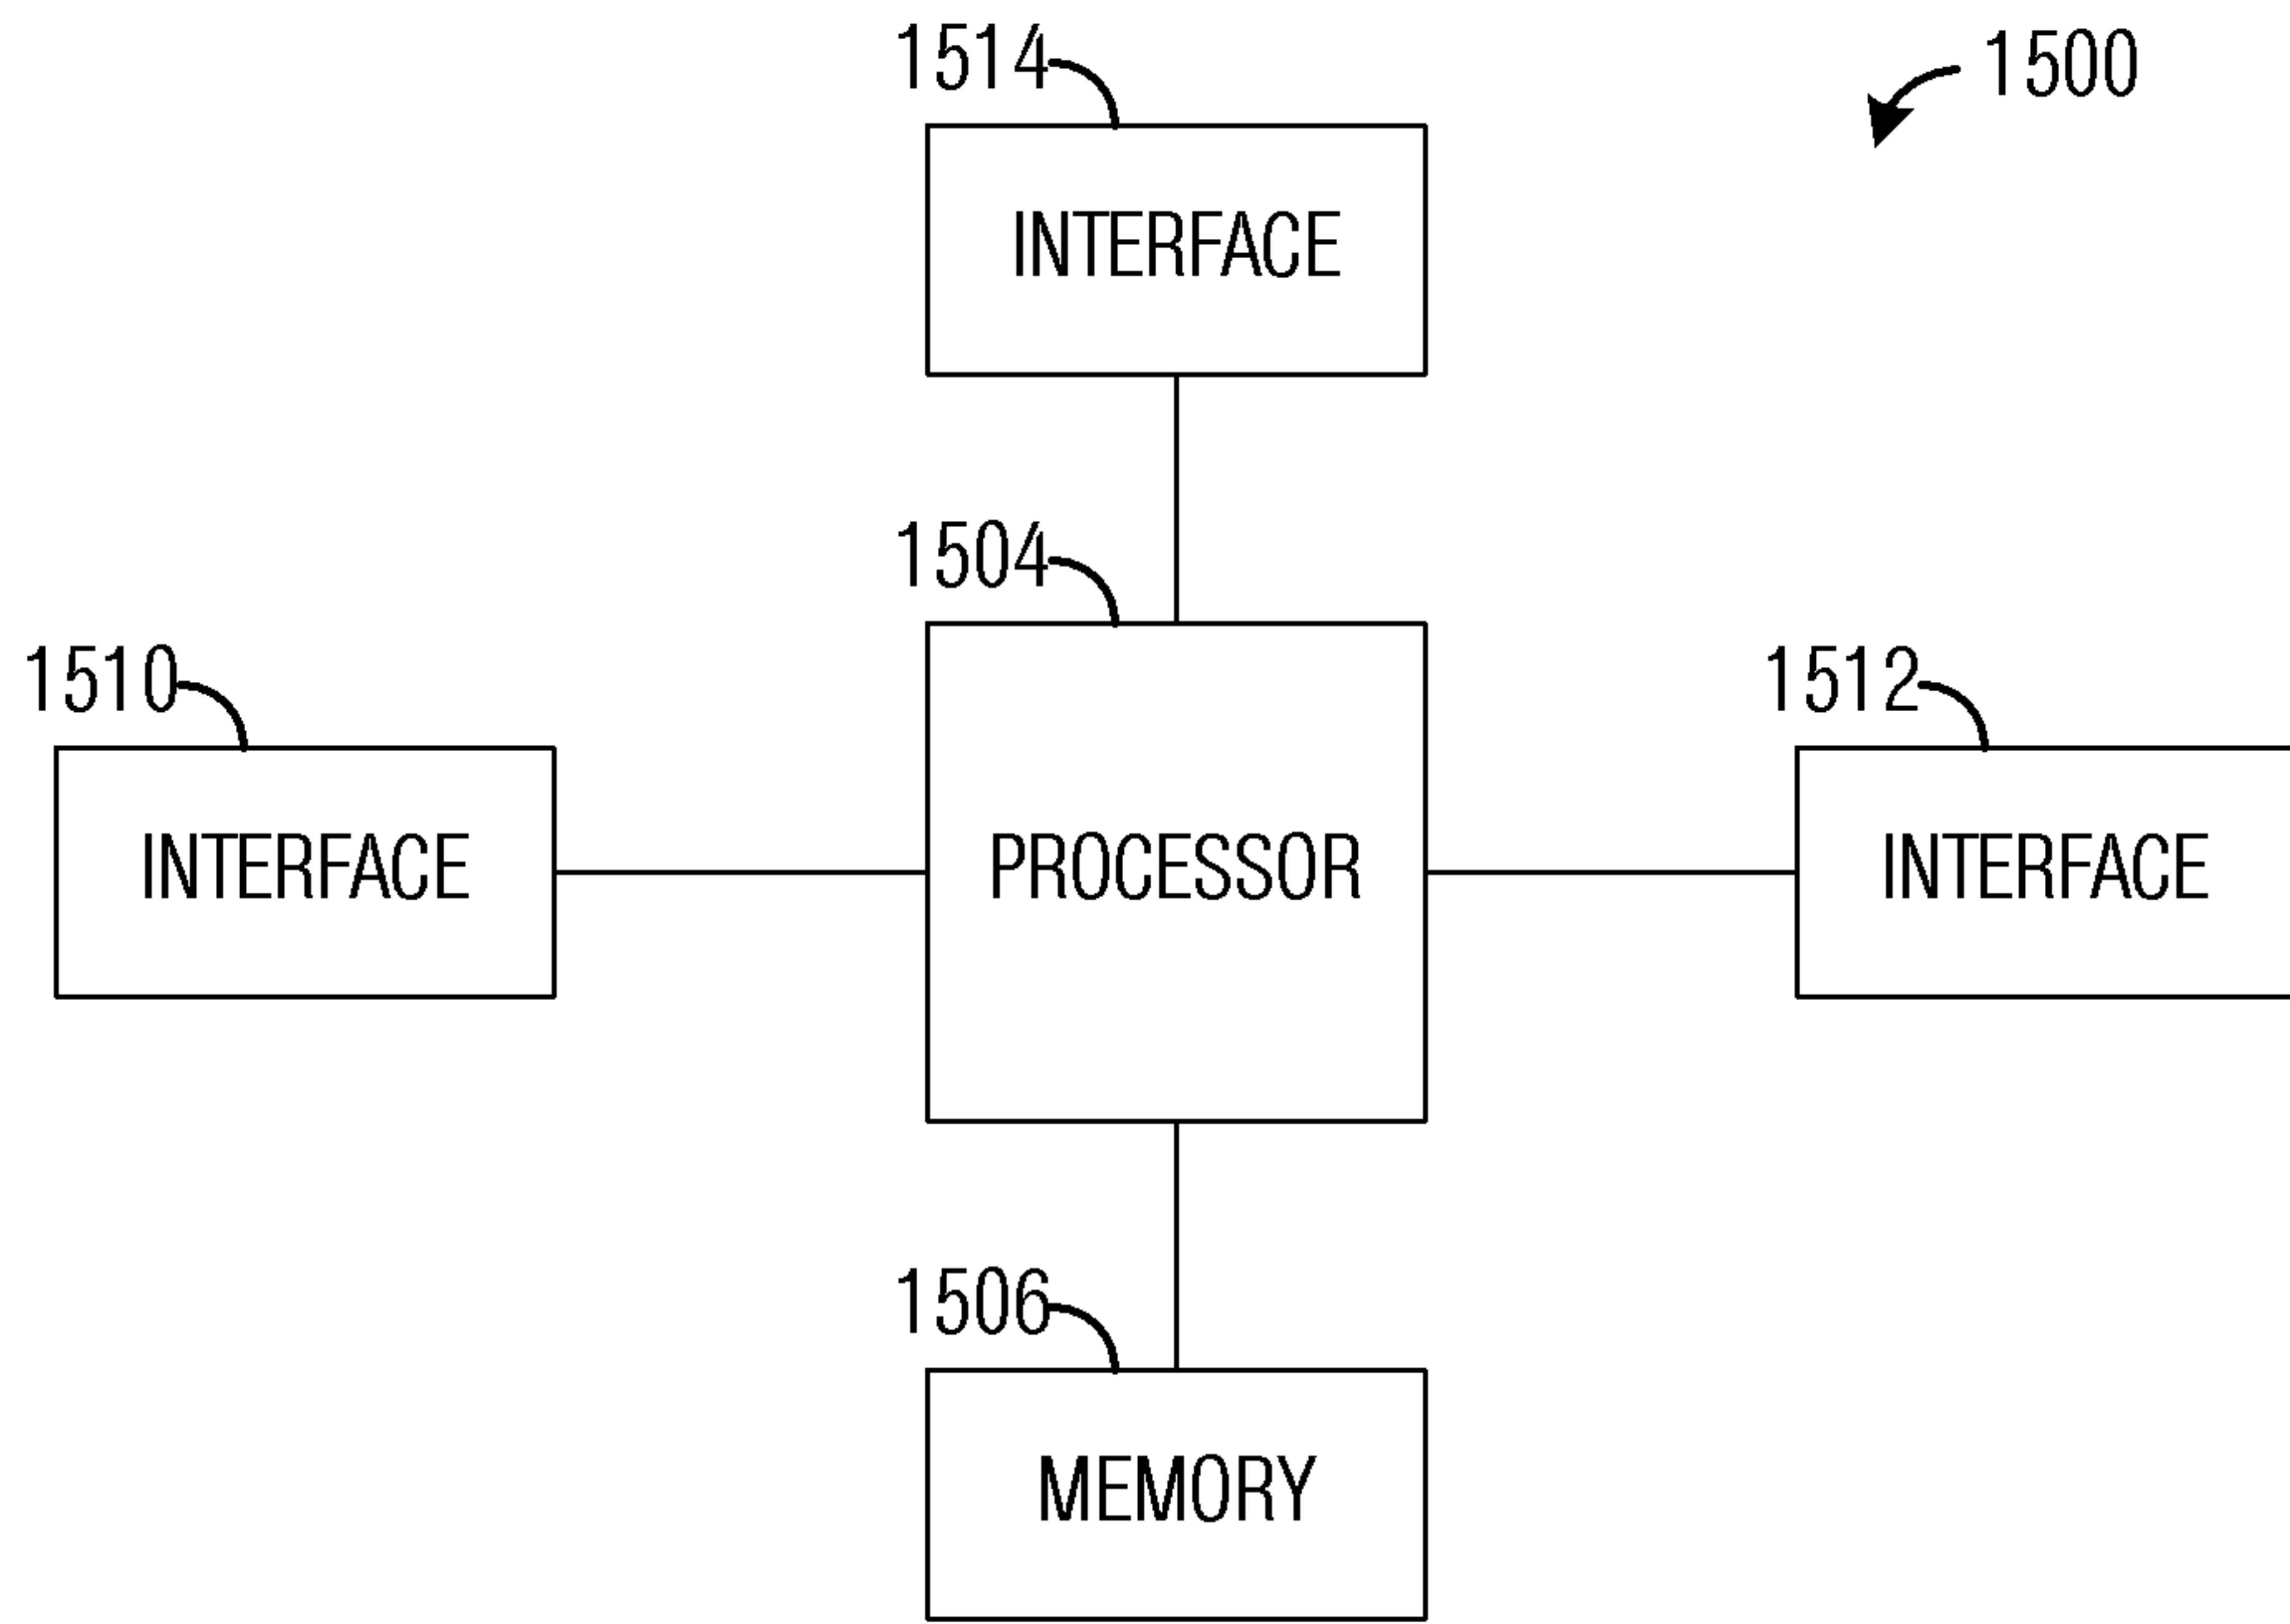 1514
1500
INTERFACE
1504
1510
1512
INTERFACE
PROCESSOR
INTERFACE
1506
MEMORY